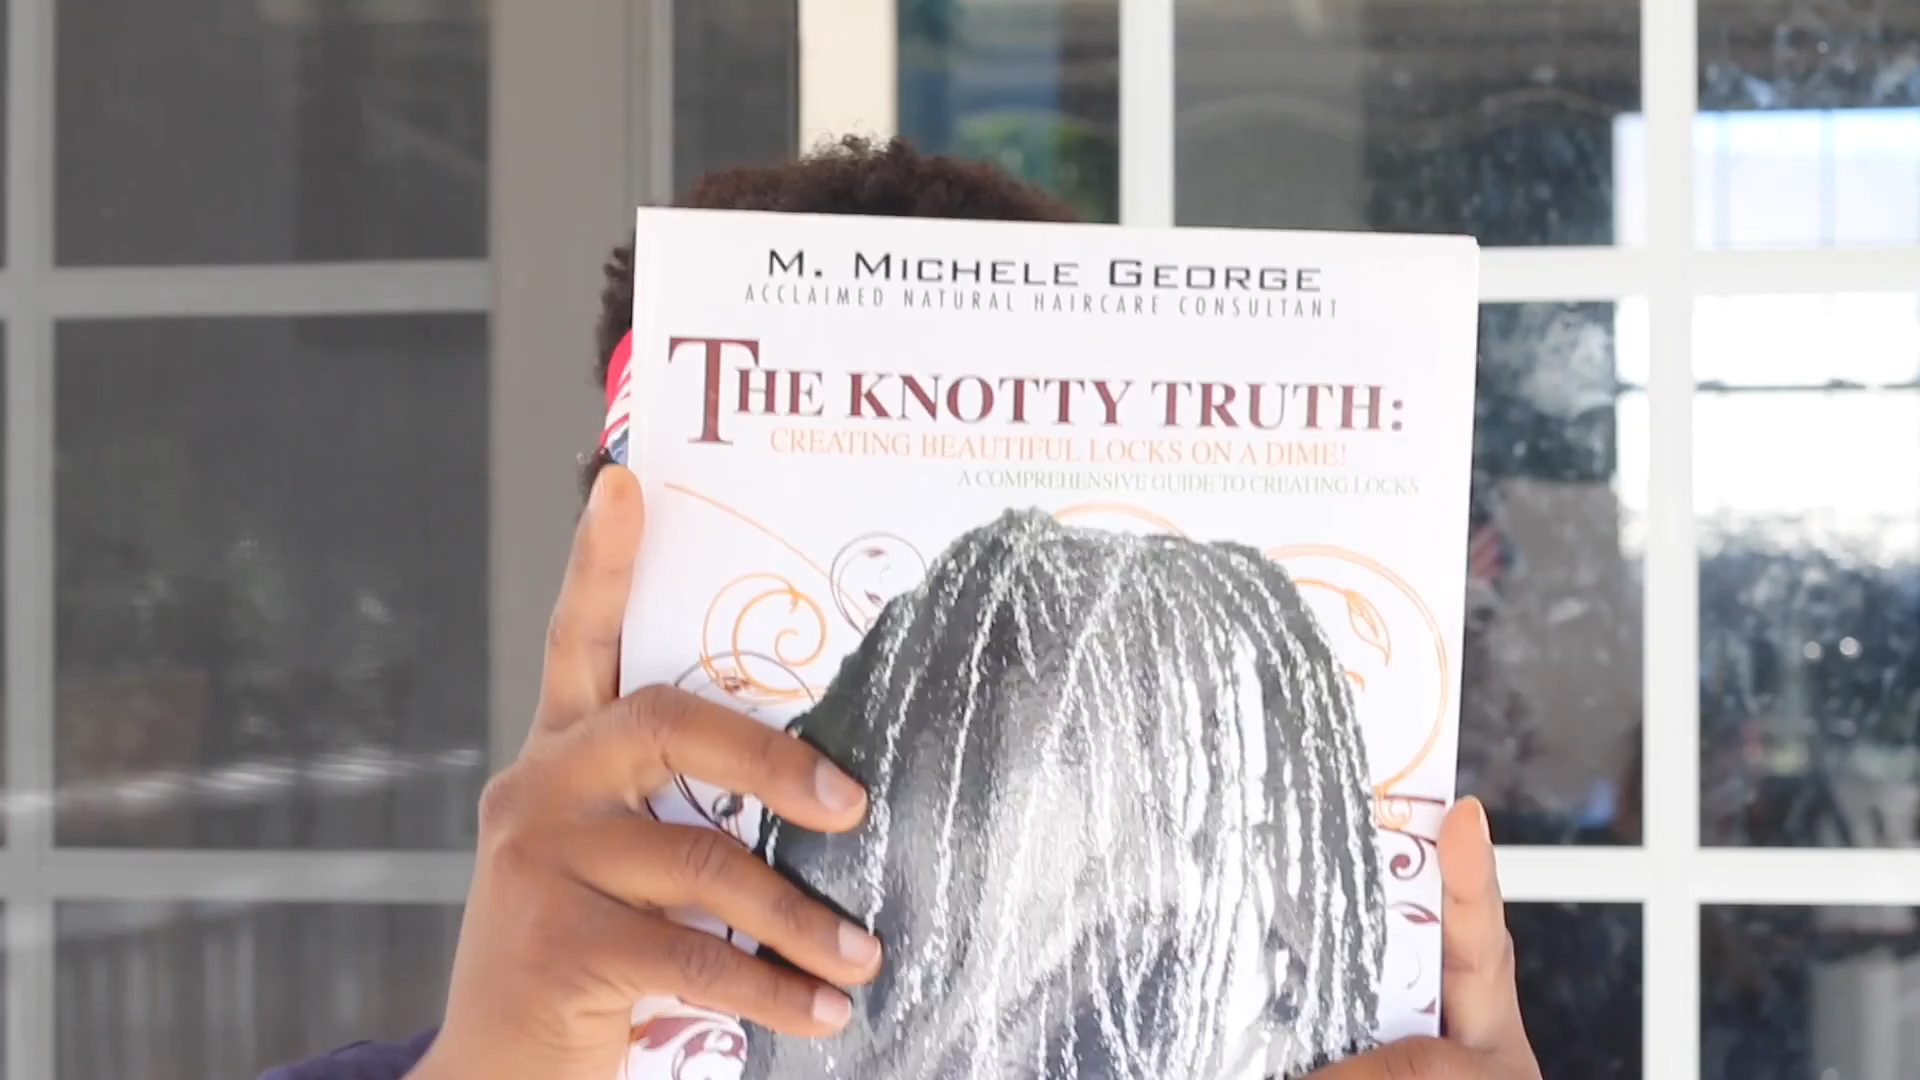 M. MICHELE GEORGE
ACCLAIMED NATURAL HAIRCARE CONSULTANT
THE KNOTTY TRUTH:
CREATING BEAUTIFUL LOCKS ON A DIME!
A COMPREHENSIVE GUIDE TO CREATING LOCKS